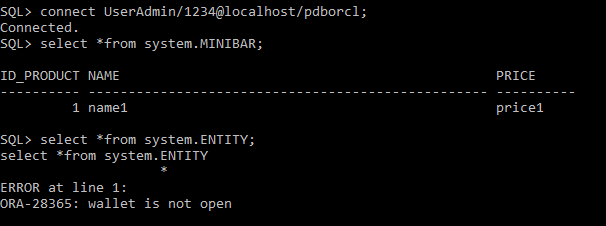 SQL> connect UserAdmin/1234@localhost/pdborcl;
Connected.
SQL> select *from system.MINIBAR;
ID_PRODUCT NAME                                               PRICE
---------- -------------------------------------------------- ----------
         1 name1                                              price1
SQL> select *from system.ENTITY;
select *from system.ENTITY
                    *
ERROR at line 1:
ORA-28365: wallet is not open